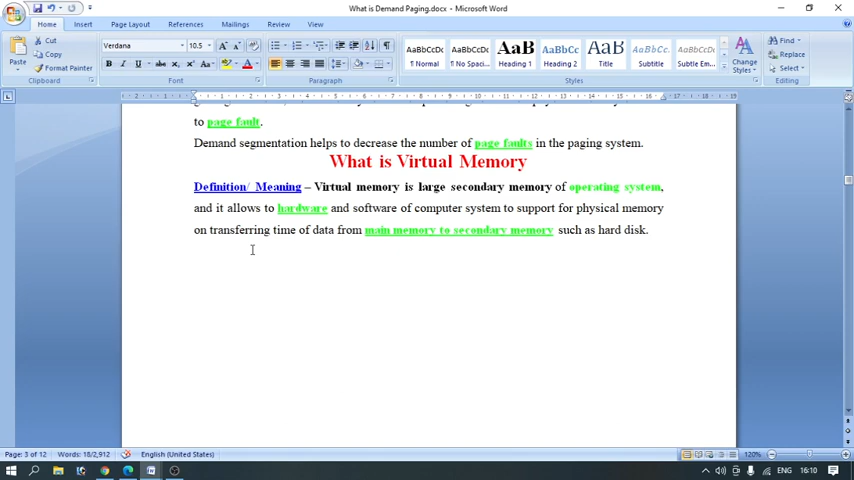 What is Demand Paging.docx - Microsoft Word
Home Insert Page Layout References Mailings Review View
Paste
Cut
Copy
Format Painter
Clipboard
Verdana 10.5
Font
Paragraph
AaBbCcDc AaBbCcDc AaB AaBbCc AaB AaBbCcL AaBbCcDc
¶ Normal ¶ No Spaci... Heading 1 Heading 2 Title Subtitle Subtle Em...
Styles
Change Styles
Find
Replace
Select
Editing
to page fault.
Demand segmentation helps to decrease the number of page faults in the paging system.
What is Virtual Memory
Definition/ Meaning – Virtual memory is large secondary memory of operating system,
and it allows to hardware and software of computer system to support for physical memory
on transferring time of data from main memory to secondary memory such as hard disk.
Page: 3 of 12 Words: 18/2,912 English (United States) 120%
ENG 16:10